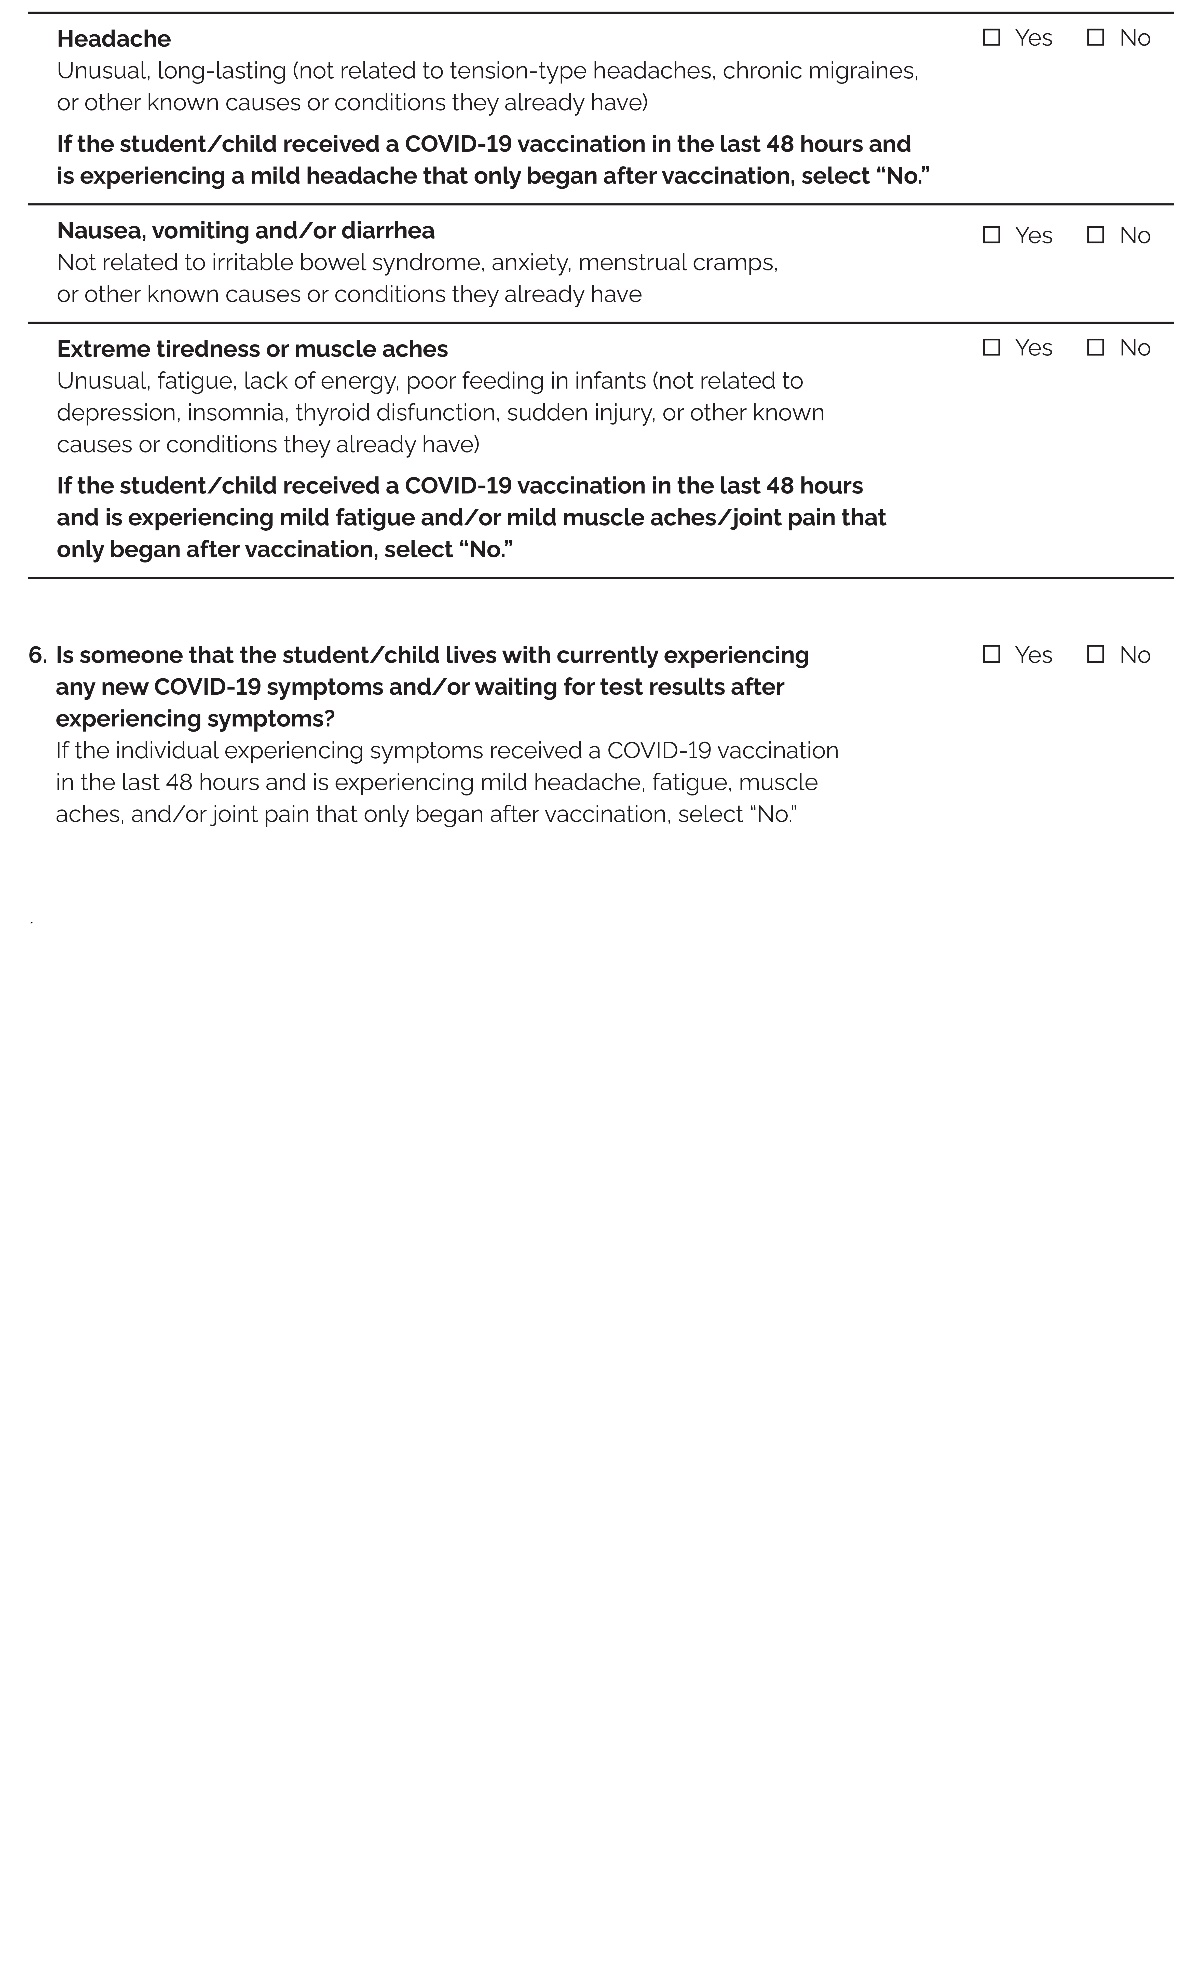 Headache
☐ Yes ☐ No
Unusual, long-lasting (not related to tension-type headaches, chronic migraines,
or other known causes or conditions they already have)
If the student/child received a COVID-19 vaccination in the last 48 hours and
is experiencing a mild headache that only began after vaccination, select “No.”
Nausea, vomiting and/or diarrhea
☐ Yes ☐ No
Not related to irritable bowel syndrome, anxiety, menstrual cramps,
or other known causes or conditions they already have
Extreme tiredness or muscle aches
☐ Yes ☐ No
Unusual, fatigue, lack of energy, poor feeding in infants (not related to
depression, insomnia, thyroid disfunction, sudden injury, or other known
causes or conditions they already have)
If the student/child received a COVID-19 vaccination in the last 48 hours
and is experiencing mild fatigue and/or mild muscle aches/joint pain that
only began after vaccination, select “No.”
6. Is someone that the student/child lives with currently experiencing
☐ Yes ☐ No
any new COVID-19 symptoms and/or waiting for test results after
experiencing symptoms?
If the individual experiencing symptoms received a COVID-19 vaccination
in the last 48 hours and is experiencing mild headache, fatigue, muscle
aches, and/or joint pain that only began after vaccination, select “No.”